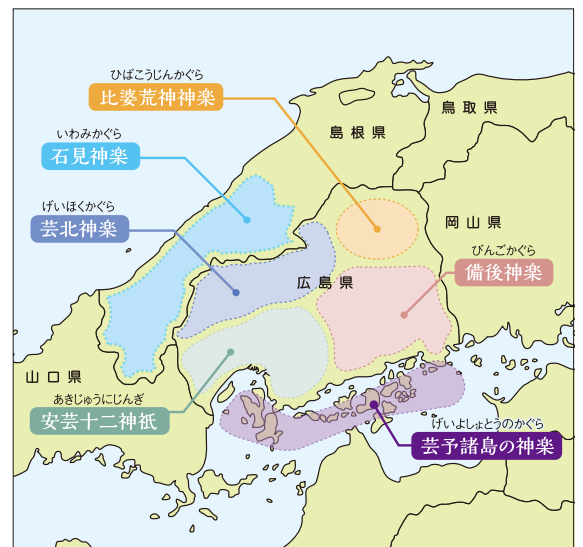 ひばこうじんかぐら
比婆荒神神楽
鳥取県
島根県
いわみかぐら
石見神楽
げいほくかぐら
芸北神楽
岡山県
びんごかぐら
備後神楽
広島県
山口県
あきじゅうにじんぎ
安芸十二神祇
げいよしょとうのかぐら
芸予諸島の神楽